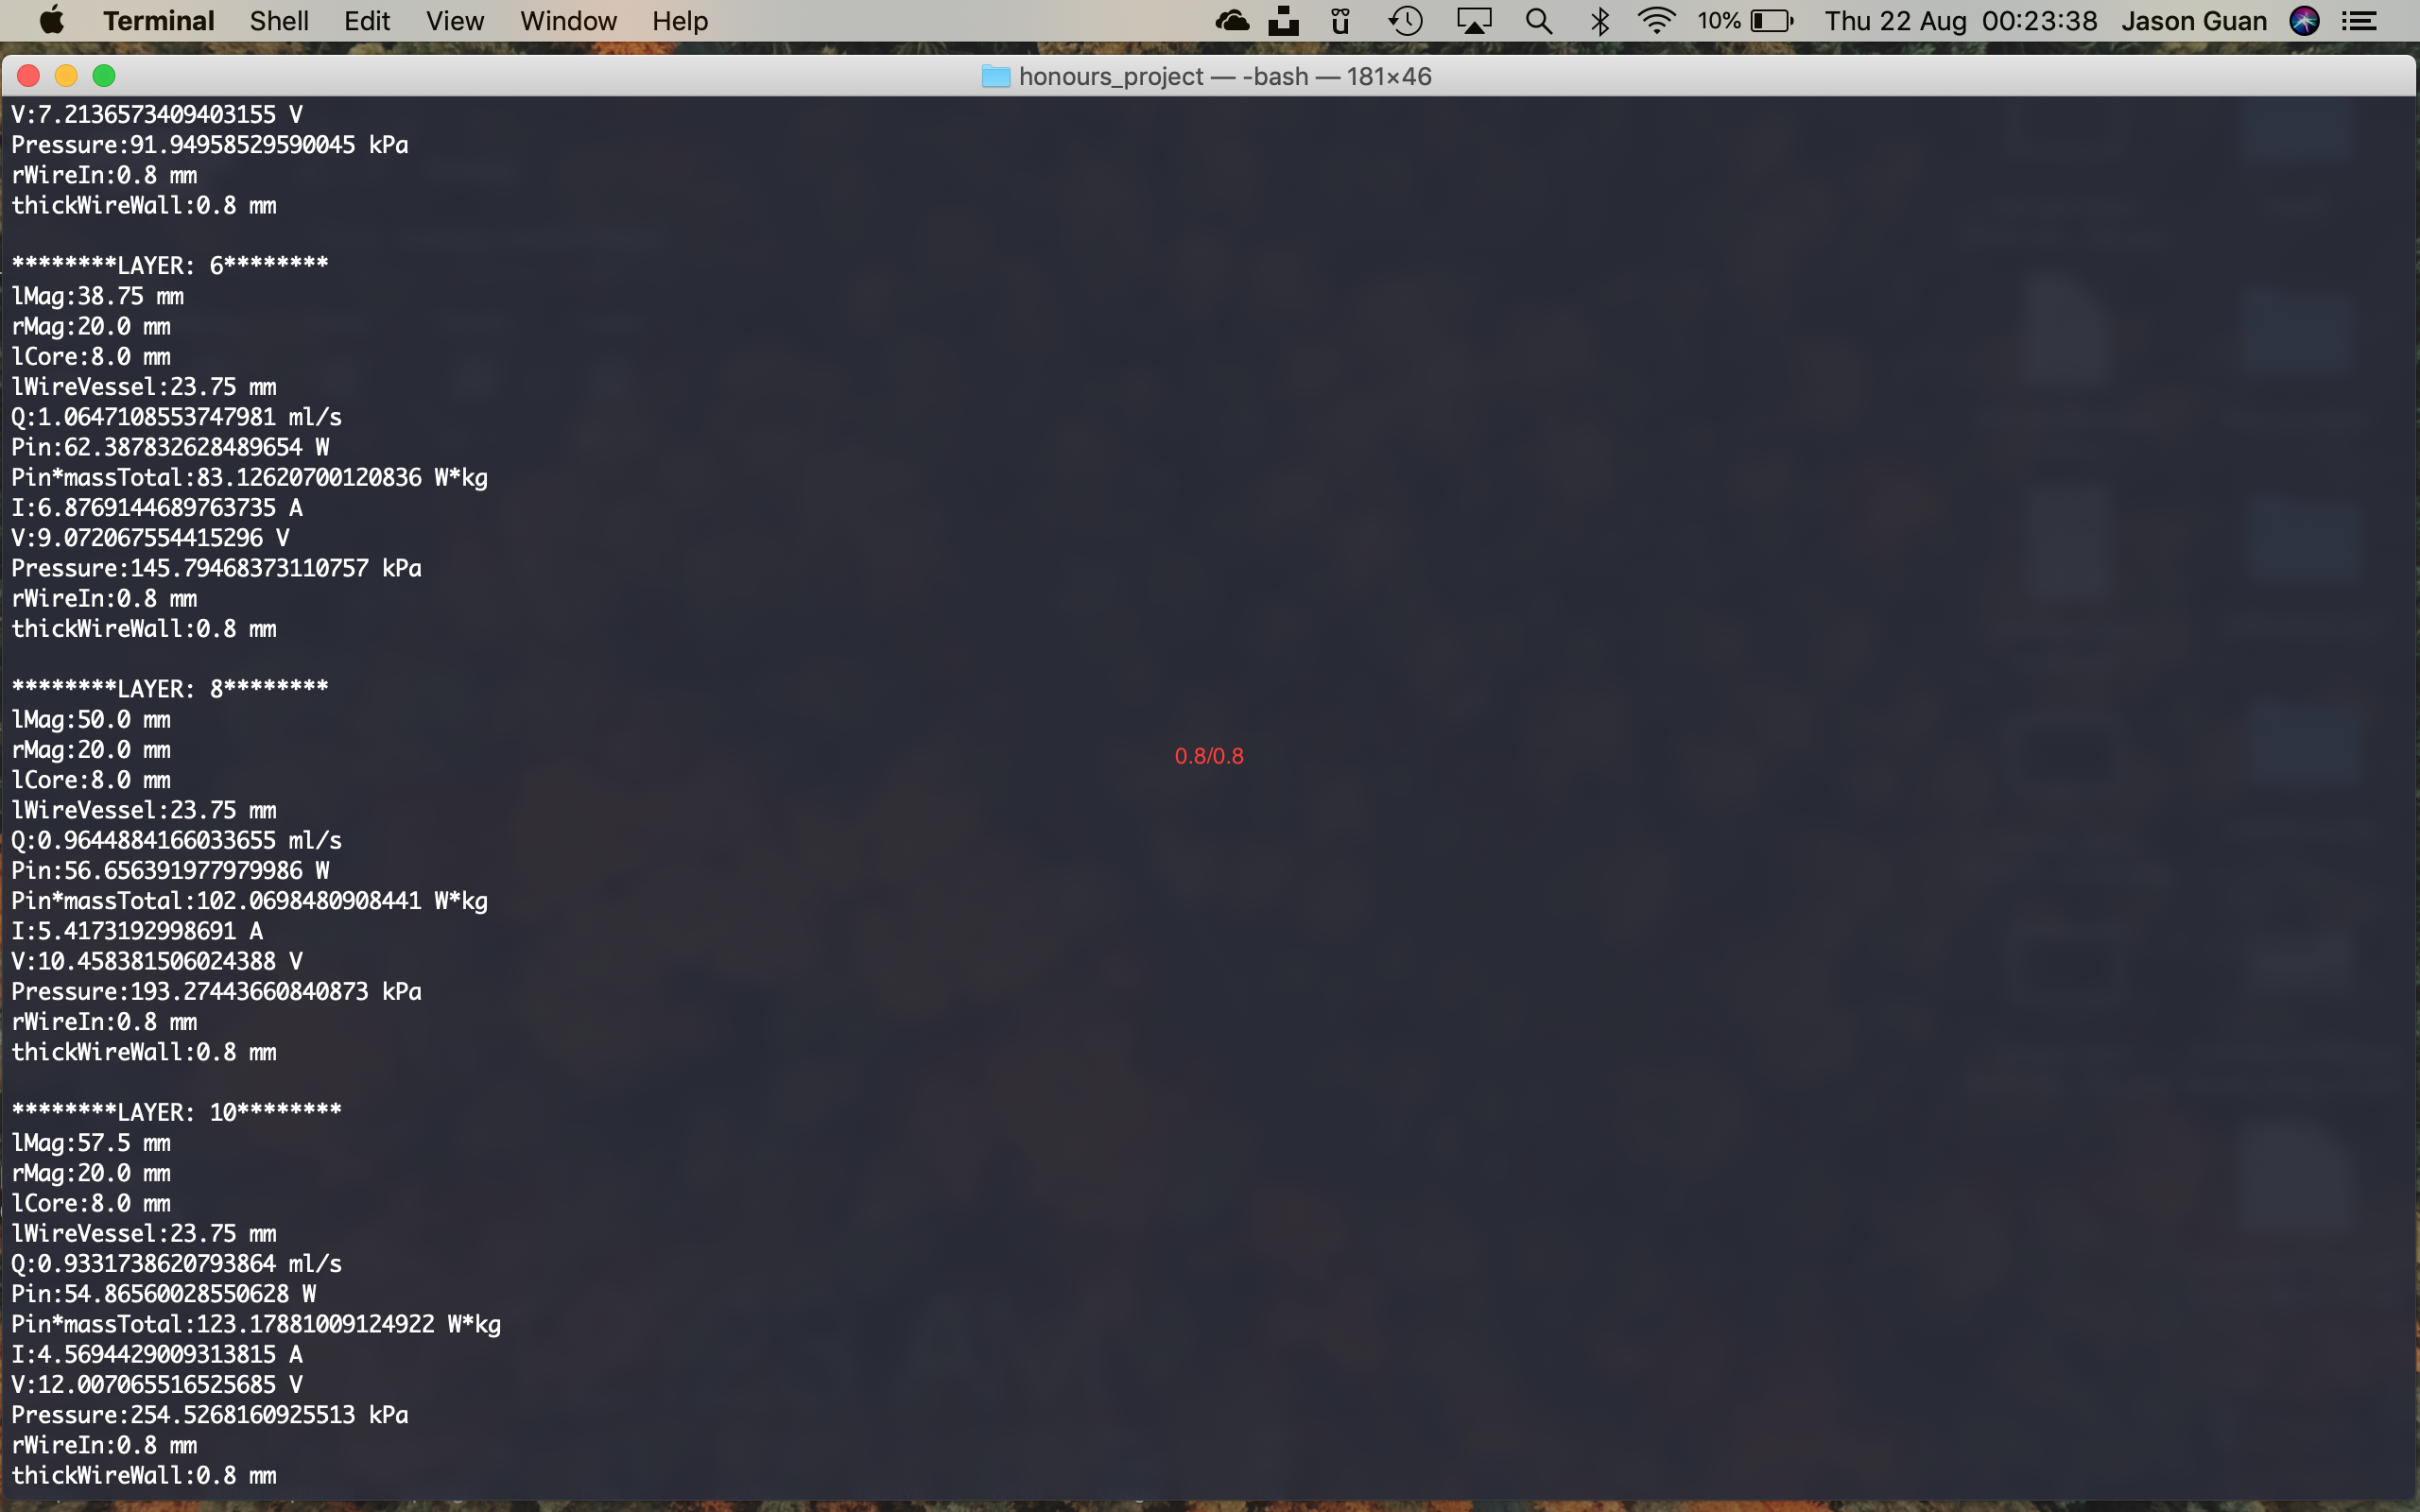 Terminal Shell Edit View Window Help 10% Thu 22 Aug 00:23:38 Jason Guan
honours_project — -bash — 181×46
V:7.2136573409403155 V
Pressure:91.94958529590045 kPa
rWireIn:0.8 mm
thickWireWall:0.8 mm
********LAYER: 6********
lMag:38.75 mm
rMag:20.0 mm
lCore:8.0 mm
lWireVessel:23.75 mm
Q:1.0647108553747981 ml/s
Pin:62.387832628489654 W
Pin*massTotal:83.12620700120836 W*kg
I:6.8769144689763735 A
V:9.072067554415296 V
Pressure:145.79468373110757 kPa
rWireIn:0.8 mm
thickWireWall:0.8 mm
********LAYER: 8********
lMag:50.0 mm
rMag:20.0 mm
0.8/0.8
lCore:8.0 mm
lWireVessel:23.75 mm
Q:0.9644884166033655 ml/s
Pin:56.656391977979986 W
Pin*massTotal:102.0698480908441 W*kg
I:5.4173192998691 A
V:10.458381506024388 V
Pressure:193.27443660840873 kPa
rWireIn:0.8 mm
thickWireWall:0.8 mm
********LAYER: 10********
lMag:57.5 mm
rMag:20.0 mm
lCore:8.0 mm
lWireVessel:23.75 mm
Q:0.9331738620793864 ml/s
Pin:54.86560028550628 W
Pin*massTotal:123.17881009124922 W*kg
I:4.5694429009313815 A
V:12.007065516525685 V
Pressure:254.5268160925513 kPa
rWireIn:0.8 mm
thickWireWall:0.8 mm